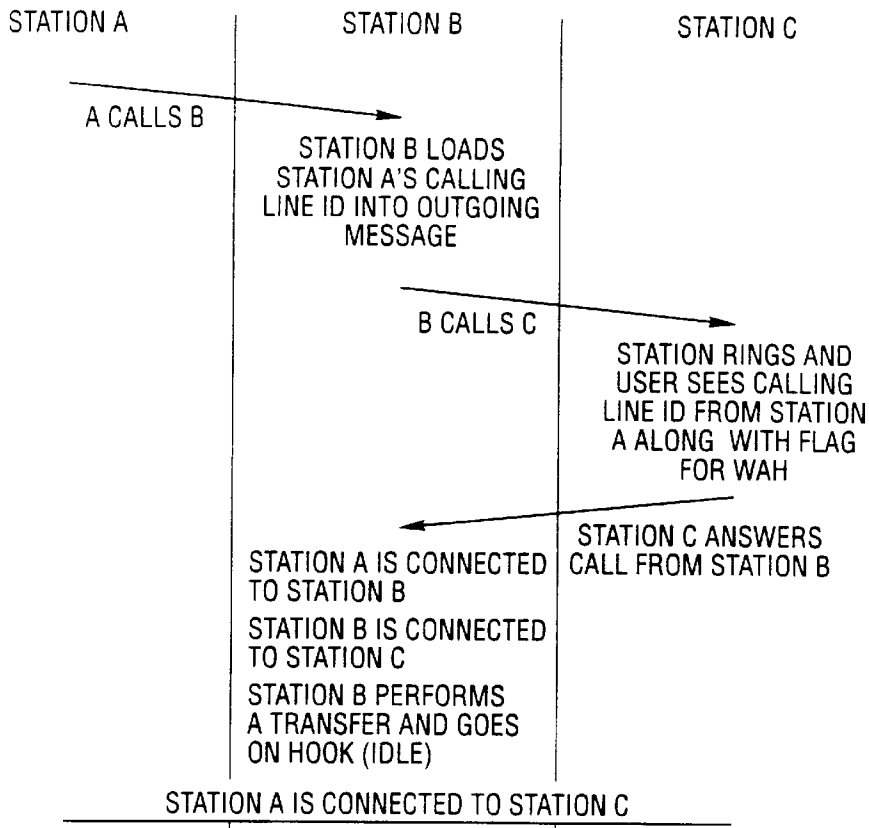 STATION A
STATION B
STATION C
A CALLS B
STATION B LOADS
STATION A'S CALLING
LINE ID INTO OUTGOING
MESSAGE
B CALLS C
STATION RINGS AND
USER SEES CALLING
LINE ID FROM STATION
A ALONG WITH FLAG
FOR WAH
STATION C ANSWERS
CALL FROM STATION B
STATION A IS CONNECTED
TO STATION B
STATION B IS CONNECTED
TO STATION C
STATION B PERFORMS
A TRANSFER AND GOES
ON HOOK (IDLE)
STATION A IS CONNECTED TO STATION C